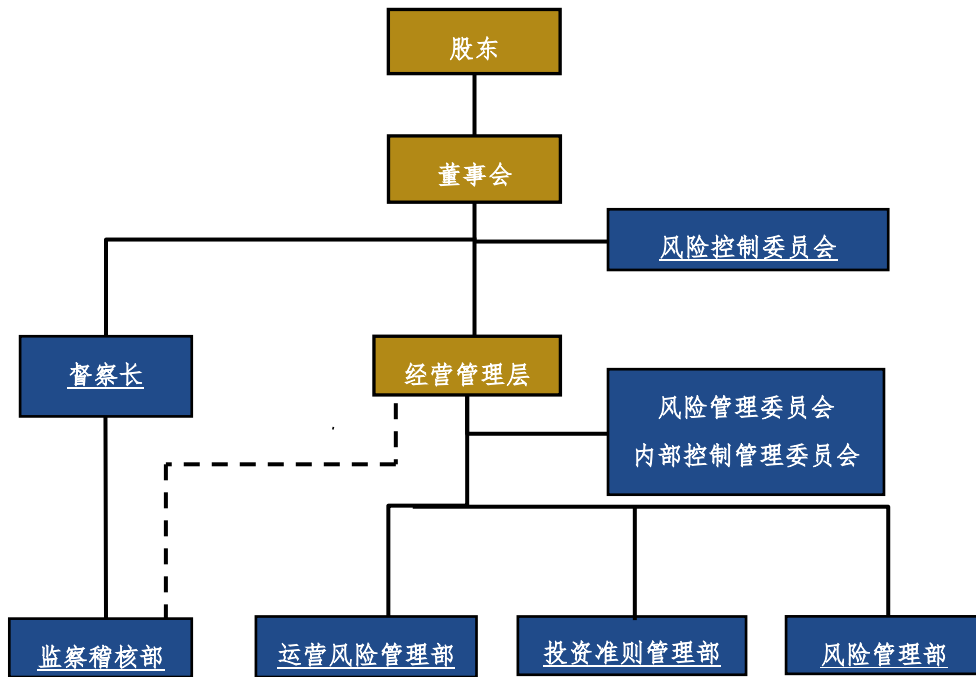 股东
董事会
风险控制委员会
督察长
经营管理层
风险管理委员会
内部控制管理委员会
监察稽核部
运营风险管理部
投资准则管理部
风险管理部